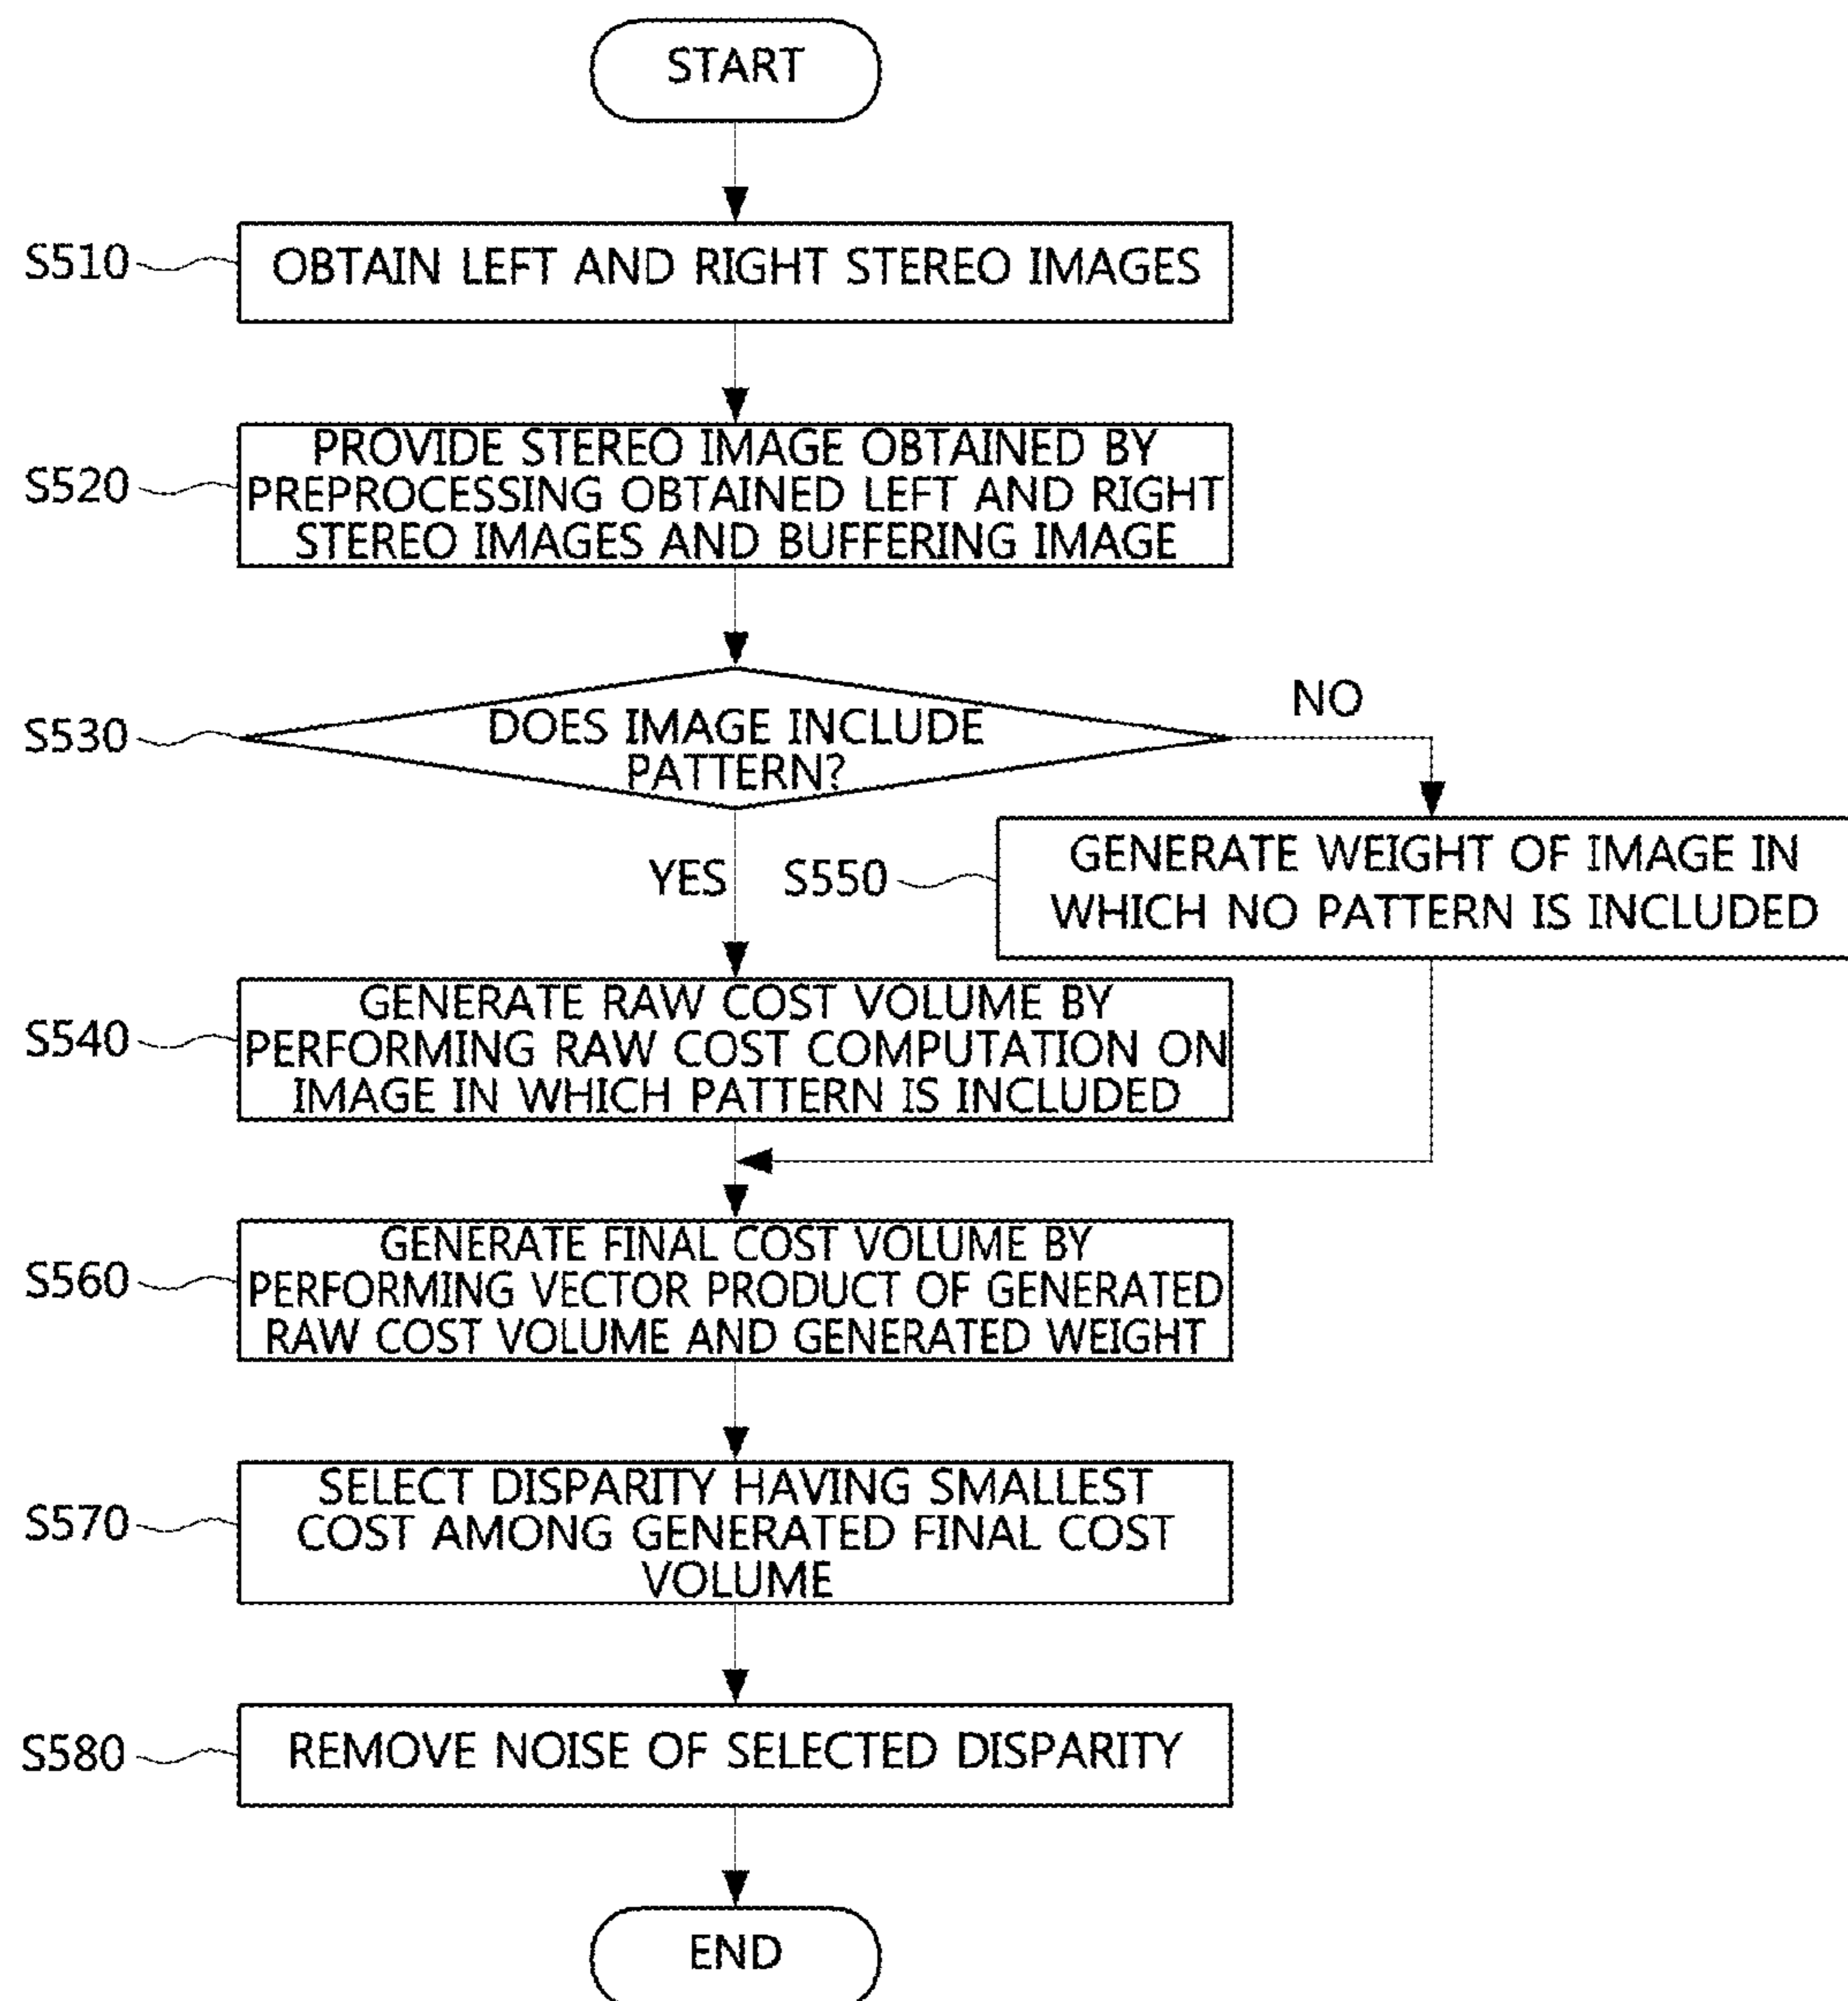 START
S510
OBTAIN LEFT AND RIGHT STEREO IMAGES
S520
PROVIDE STEREO IMAGE OBTAINED BY
PREPROCESSING OBTAINED LEFT AND RIGHT
STEREO IMAGES AND BUFFERING IMAGE
S530
DOES IMAGE INCLUDE
PATTERN?
NO
YES
S550
GENERATE WEIGHT OF IMAGE IN
WHICH NO PATTERN IS INCLUDED
S540
GENERATE RAW COST VOLUME BY
PERFORMING RAW COST COMPUTATION ON
IMAGE IN WHICH PATTERN IS INCLUDED
S560
GENERATE FINAL COST VOLUME BY
PERFORMING VECTOR PRODUCT OF GENERATED
RAW COST VOLUME AND GENERATED WEIGHT
S570
SELECT DISPARITY HAVING SMALLEST
COST AMONG GENERATED FINAL COST
VOLUME
S580
REMOVE NOISE OF SELECTED DISPARITY
END